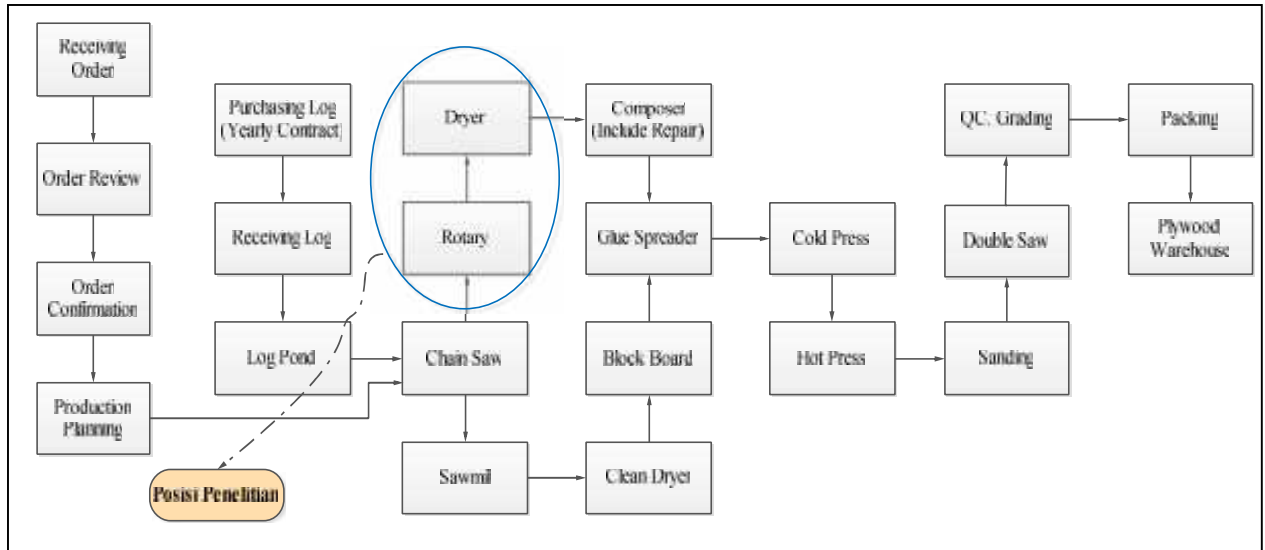 Receiving
Order
Order Review
Order
Confirmation
Production
Planning
Purchasing Log
(Yearly Contract)
Receiving Log
Log Pond
Dryer
Rotary
Chain Saw
Sawmil
Posisi Penelitian
Composer
(Include Repair)
Glue Spreader
Block Board
Clean Dryer
Cold Press
Hot Press
QC. Grading
Double Saw
Sanding
Packing
Plywood
Warehouse